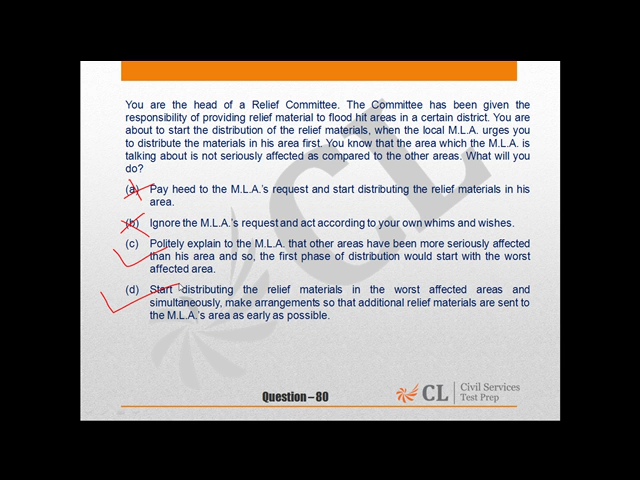 You are the head of a Relief Committee. The Committee has been given the
responsibility of providing relief material to flood hit areas in a certain district. You
are about to start the distribution of the relief materials, when the local M.L.A. urges you
to distribute the materials in his area first. You know that the area which the M.L.A. is
talking about is not seriously affected as compared to the other areas. What will you
do?
(a) Pay heed to the M.L.A.'s request and start distributing the relief materials in his
area.
(b) Ignore the M.L.A.'s request and act according to your own whims and wishes.
(c) Politely explain to the M.L.A. that other areas have been more seriously affected
than his area and so, the first phase of distribution would start with the worst
affected area.
(d) Start distributing the relief materials in the worst affected areas and
simultaneously, make arrangements so that additional relief materials are sent to
the M.L.A.'s area as early as possible.
CL
Question – 80
CL Civil Services
Test Prep